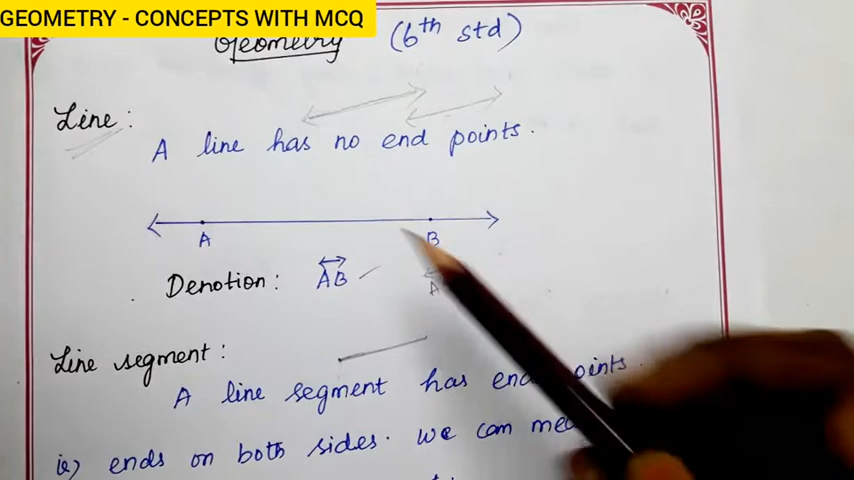 GEOMETRY - CONCEPTS WITH MCQ
Geometry (6th std)
Line:
A line has no end points.
A B
Denotion: AB A
Line segment:
A line segment has end points.
ie) ends on both sides. We can